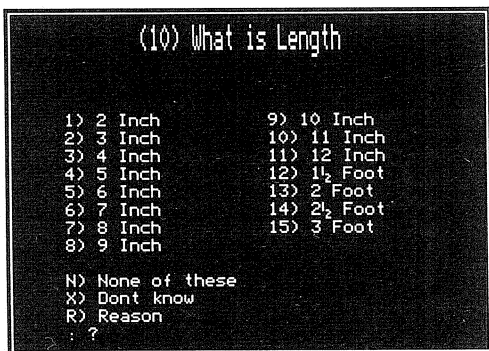 (10) What is Length
1) 2 Inch
2) 3 Inch
3) 4 Inch
4) 5 Inch
5) 6 Inch
6) 7 Inch
7) 8 Inch
8) 9 Inch
9) 10 Inch
10) 11 Inch
11) 12 Inch
12) 1½ Foot
13) 2 Foot
14) 2½ Foot
15) 3 Foot
N) None of these
X) Dont know
R) Reason
: ?